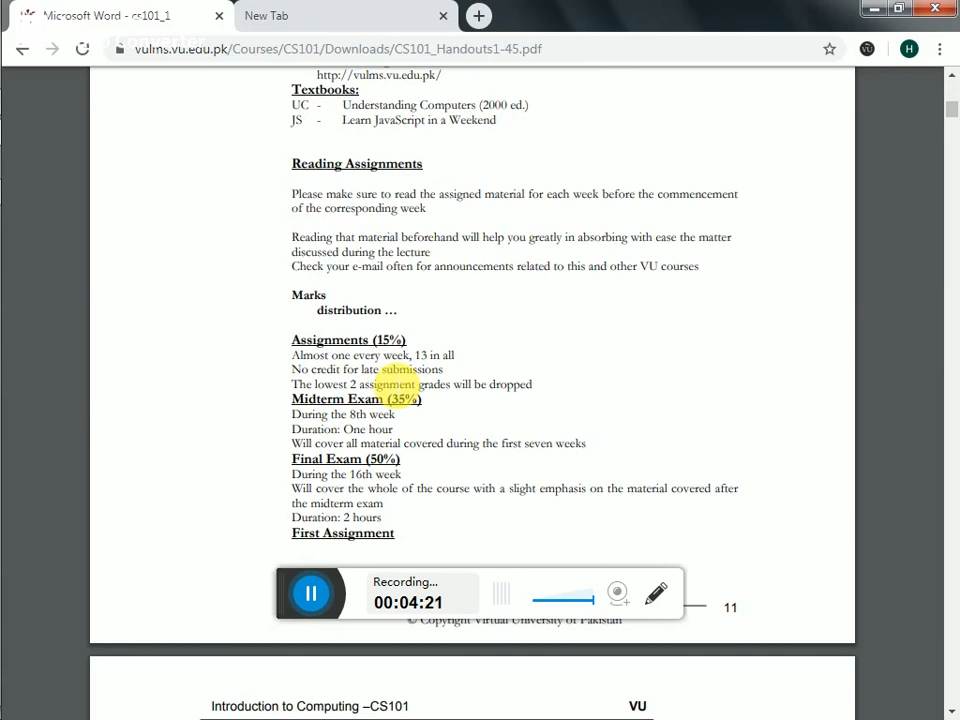 Microsoft Word - cs101_1
New Tab
vulms.vu.edu.pk/Courses/CS101/Downloads/CS101_Handouts1-45.pdf
VU
H
http://vulms.vu.edu.pk/
Textbooks:
UC - Understanding Computers (2000 ed.)
JS - Learn JavaScript in a Weekend
Reading Assignments
Please make sure to read the assigned material for each week before the commencement
of the corresponding week
Reading that material beforehand will help you greatly in absorbing with ease the matter
discussed during the lecture
Check your e-mail often for announcements related to this and other VU courses
Marks
distribution …
Assignments (15%)
Almost one every week, 13 in all
No credit for late submissions
The lowest 2 assignment grades will be dropped
Midterm Exam (35%)
During the 8th week
Duration: One hour
Will cover all material covered during the first seven weeks
Final Exam (50%)
During the 16th week
Will cover the whole of the course with a slight emphasis on the material covered after
the midterm exam
Duration: 2 hours
First Assignment
Recording...
00:04:21
11
© Copyright Virtual University of Pakistan
Introduction to Computing –CS101 VU